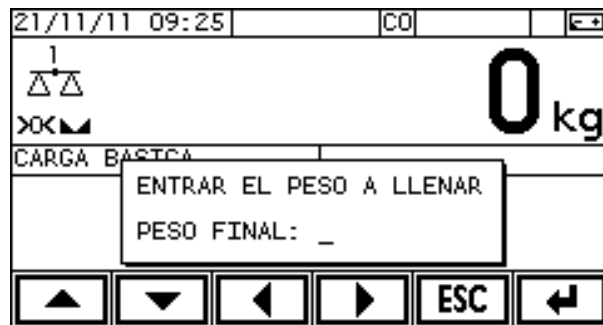 21/11/11 09:25 CO
1
0 kg
CARGA BASICA
ENTRAR EL PESO A LLENAR
PESO FINAL: _
ESC